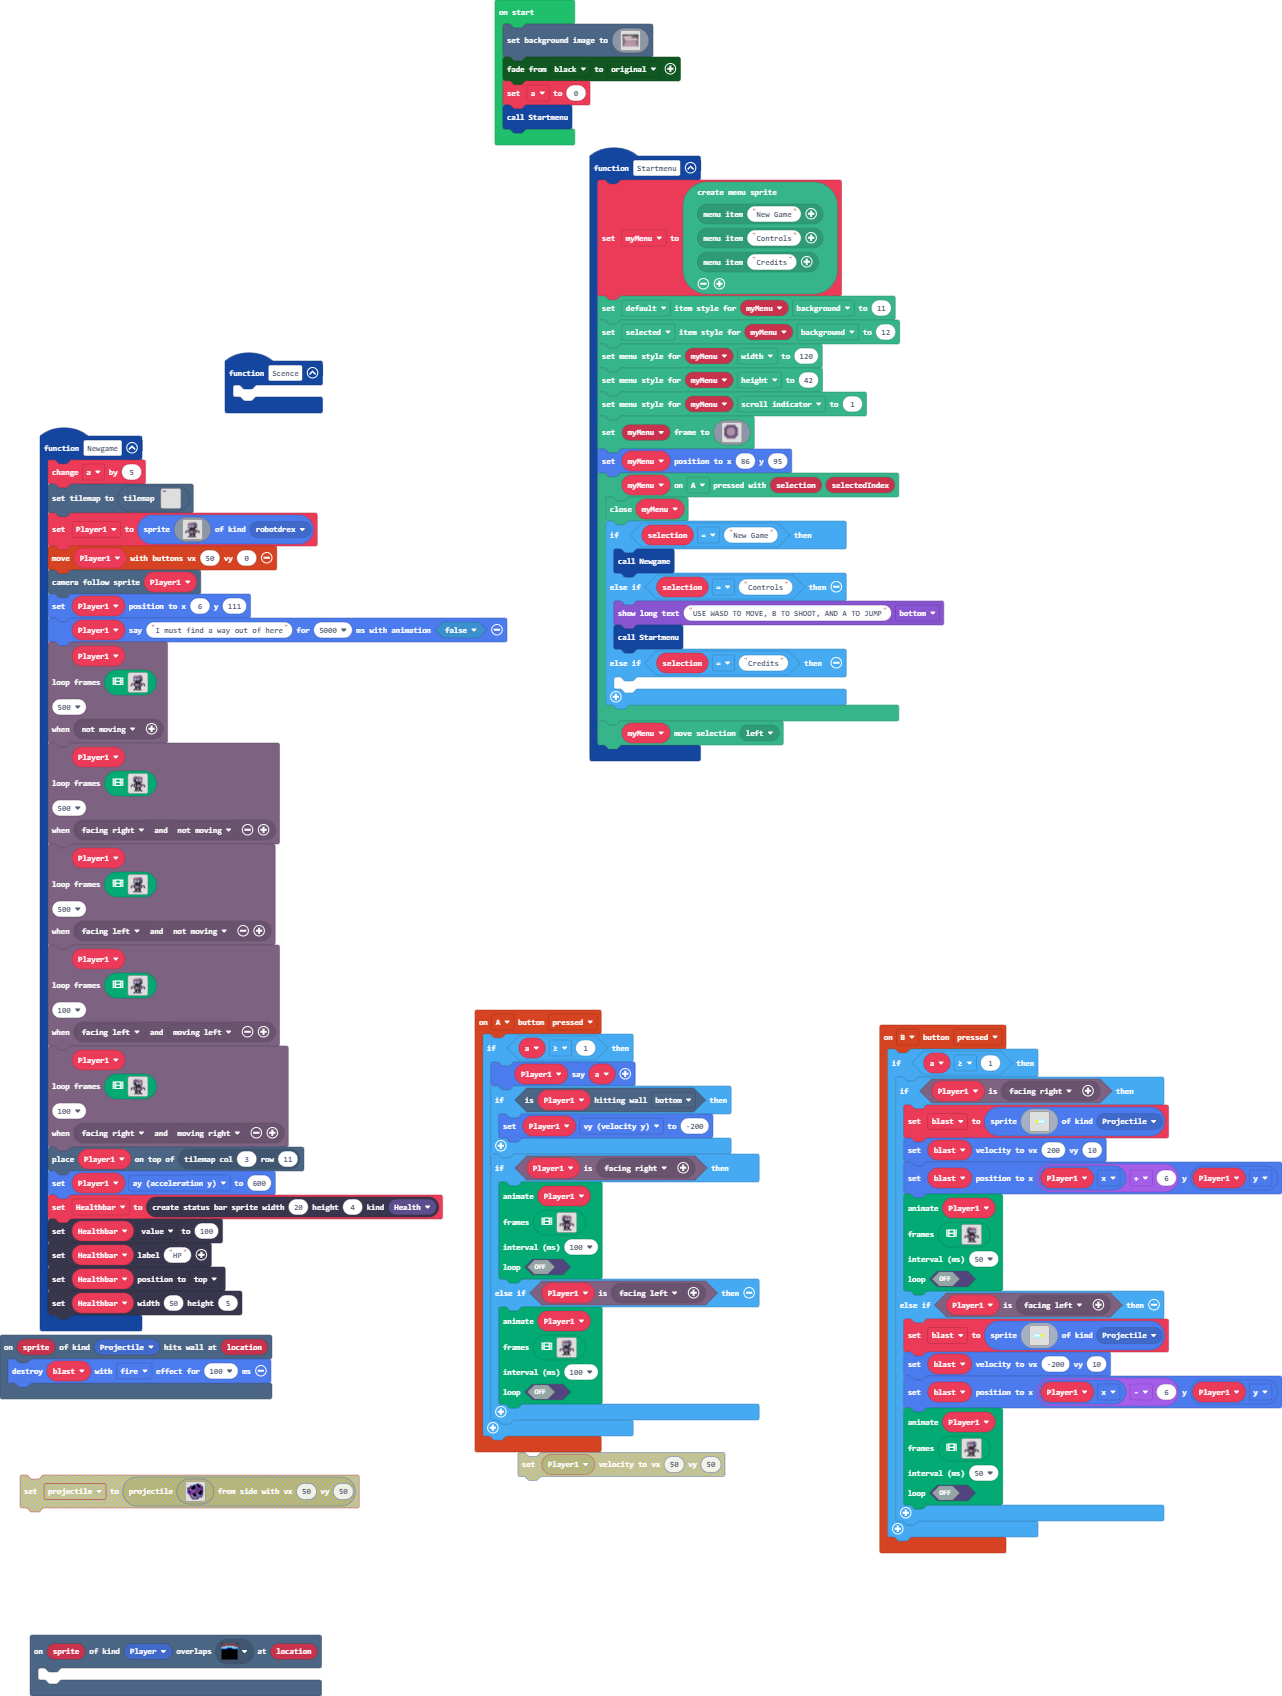 on start
set background image to
fade from black to original
set a to 0
call Startmenu
function Startmenu
create menu sprite
menu item "New Game"
menu item "Controls"
set myMenu to
menu item "Credits"
set default item style for myMenu background to 11
set selected item style for myMenu background to 12
set menu style for myMenu width to 120
set menu style for myMenu height to 42
set menu style for myMenu scroll indicator to 1
set myMenu frame to
set myMenu position to x 86 y 95
myMenu on A pressed with selection selectedIndex
close myMenu
if selection = "New Game" then
call Newgame
else if selection = "Controls" then
show long text "USE WASD TO MOVE, B TO SHOOT, AND A TO JUMP" bottom
call Startmenu
else if selection = "Credits" then
myMenu move selection left
function Scence
function Newgame
change a by 5
set tilemap to tilemap
set Player1 to sprite of kind robotdrex
move Player1 with buttons vx 50 vy 0
camera follow sprite Player1
set Player1 position to x 6 y 111
Player1 say "I must find a way out of here" for 5000 ms with animation false
Player1
loop frames
500
when not moving
Player1
loop frames
500
when facing right and not moving
Player1
loop frames
500
when facing left and not moving
Player1
loop frames
100
when facing left and moving left
Player1
loop frames
100
when facing right and moving right
place Player1 on top of tilemap col 3 row 11
set Player1 ay (acceleration y) to 600
set Healthbar to create status bar sprite width 20 height 4 kind Health
set Healthbar value to 100
set Healthbar label "HP"
set Healthbar position to top
set Healthbar width 50 height 5
on sprite of kind Projectile hits wall at location
destroy blast with fire effect for 100 ms
set projectile to projectile from side with vx 50 vy 50
on sprite of kind Player overlaps at location
on A button pressed
if a ≥ 1 then
Player1 say a
if is Player1 hitting wall bottom then
set Player1 vy (velocity y) to -200
if Player1 is facing right then
animate Player1
frames
interval (ms) 100
loop OFF
else if Player1 is facing left then
animate Player1
frames
interval (ms) 100
loop OFF
set Player1 velocity to vx 50 vy 50
on B button pressed
if a ≥ 1 then
if Player1 is facing right then
set blast to sprite of kind Projectile
set blast velocity to vx 200 vy 10
set blast position to x Player1 x + 6 y Player1 y
animate Player1
frames
interval (ms) 50
loop OFF
else if Player1 is facing left then
set blast to sprite of kind Projectile
set blast velocity to vx -200 vy 10
set blast position to x Player1 x - 6 y Player1 y
animate Player1
frames
interval (ms) 50
loop OFF